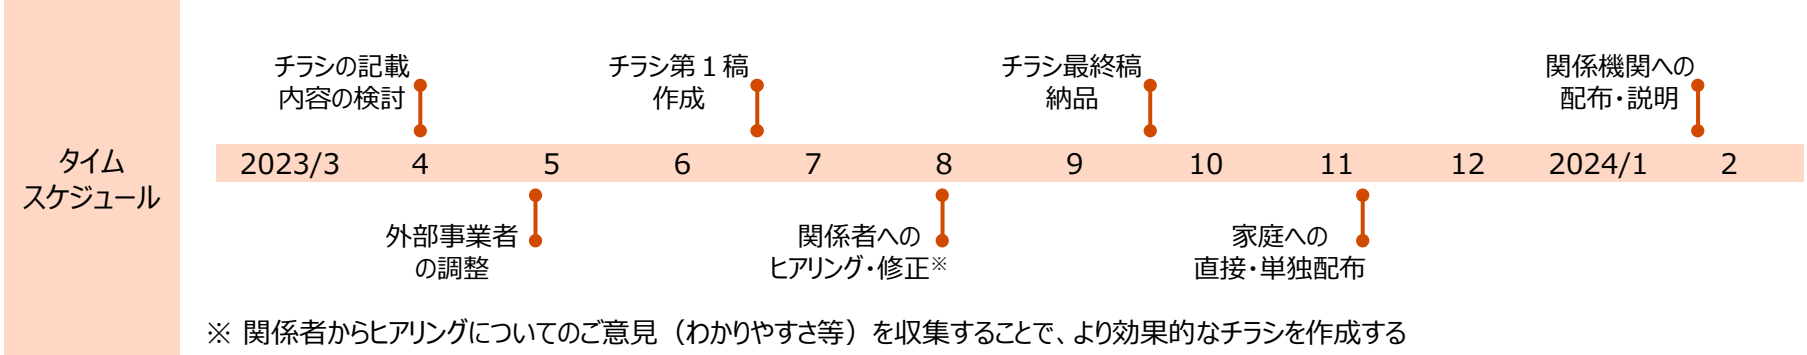 タイム
スケジュール
チラシの記載
内容の検討
チラシ第１稿
作成
チラシ最終稿
納品
関係機関への
配布・説明
2023/3 4 5 6 7 8 9 10 11 12 2024/1 2
外部事業者
の調整
関係者への
ヒアリング・修正※
家庭への
直接・単独配布
※ 関係者からヒアリングについてのご意見（わかりやすさ等）を収集することで、より効果的なチラシを作成する